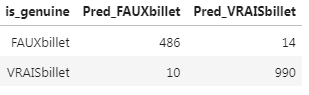 is_genuine Pred_FAUXbillet Pred_VRAISbillet
FAUXbillet 486 14
VRAISbillet 10 990